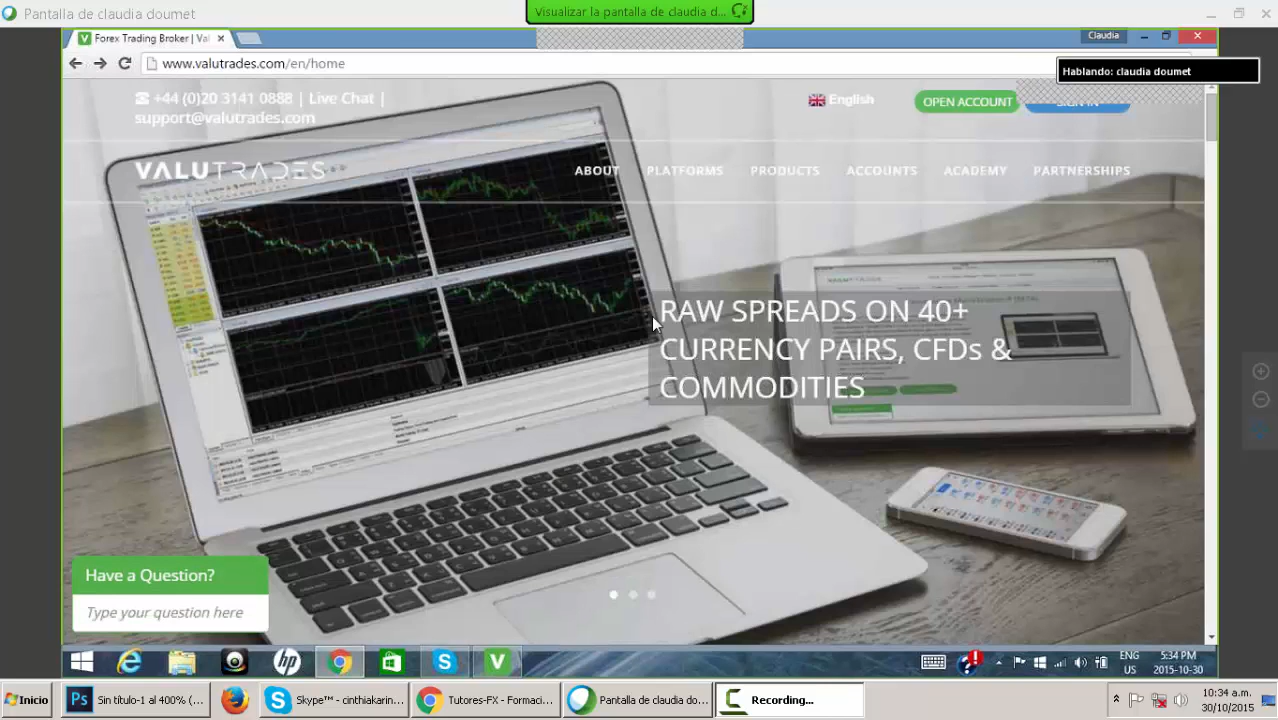 Pantalla de claudia doumet
Visualizar la pantalla de claudia d...
Forex Trading Broker | Val
Claudia
www.valutrades.com/en/home
Hablando: claudia doumet
+44 (0)20 3141 0888 | Live Chat |
support@valutrades.com
English
OPEN ACCOUNT
SIGN IN
VALUTRADES
ABOUT
PLATFORMS
PRODUCTS
ACCOUNTS
ACADEMY
PARTNERSHIPS
RAW SPREADS ON 40+
CURRENCY PAIRS, CFDs &
COMMODITIES
Have a Question?
Type your question here
ENG
US
5:34 PM
2015-10-30
Inicio
Sin título-1 al 400% (...
Skype™ - cinthiakarin...
Tutores FX - Formaci...
Pantalla de claudia do...
Recording...
10:34 a.m.
30/10/2015